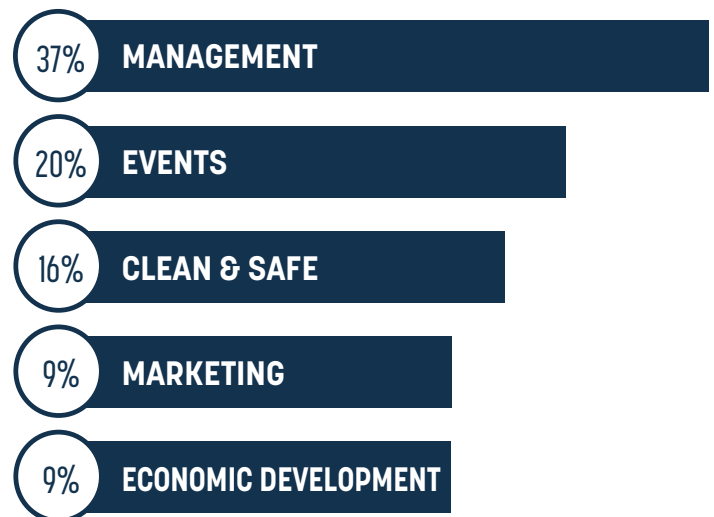 37% MANAGEMENT
20% EVENTS
16% CLEAN & SAFE
9% MARKETING
9% ECONOMIC DEVELOPMENT